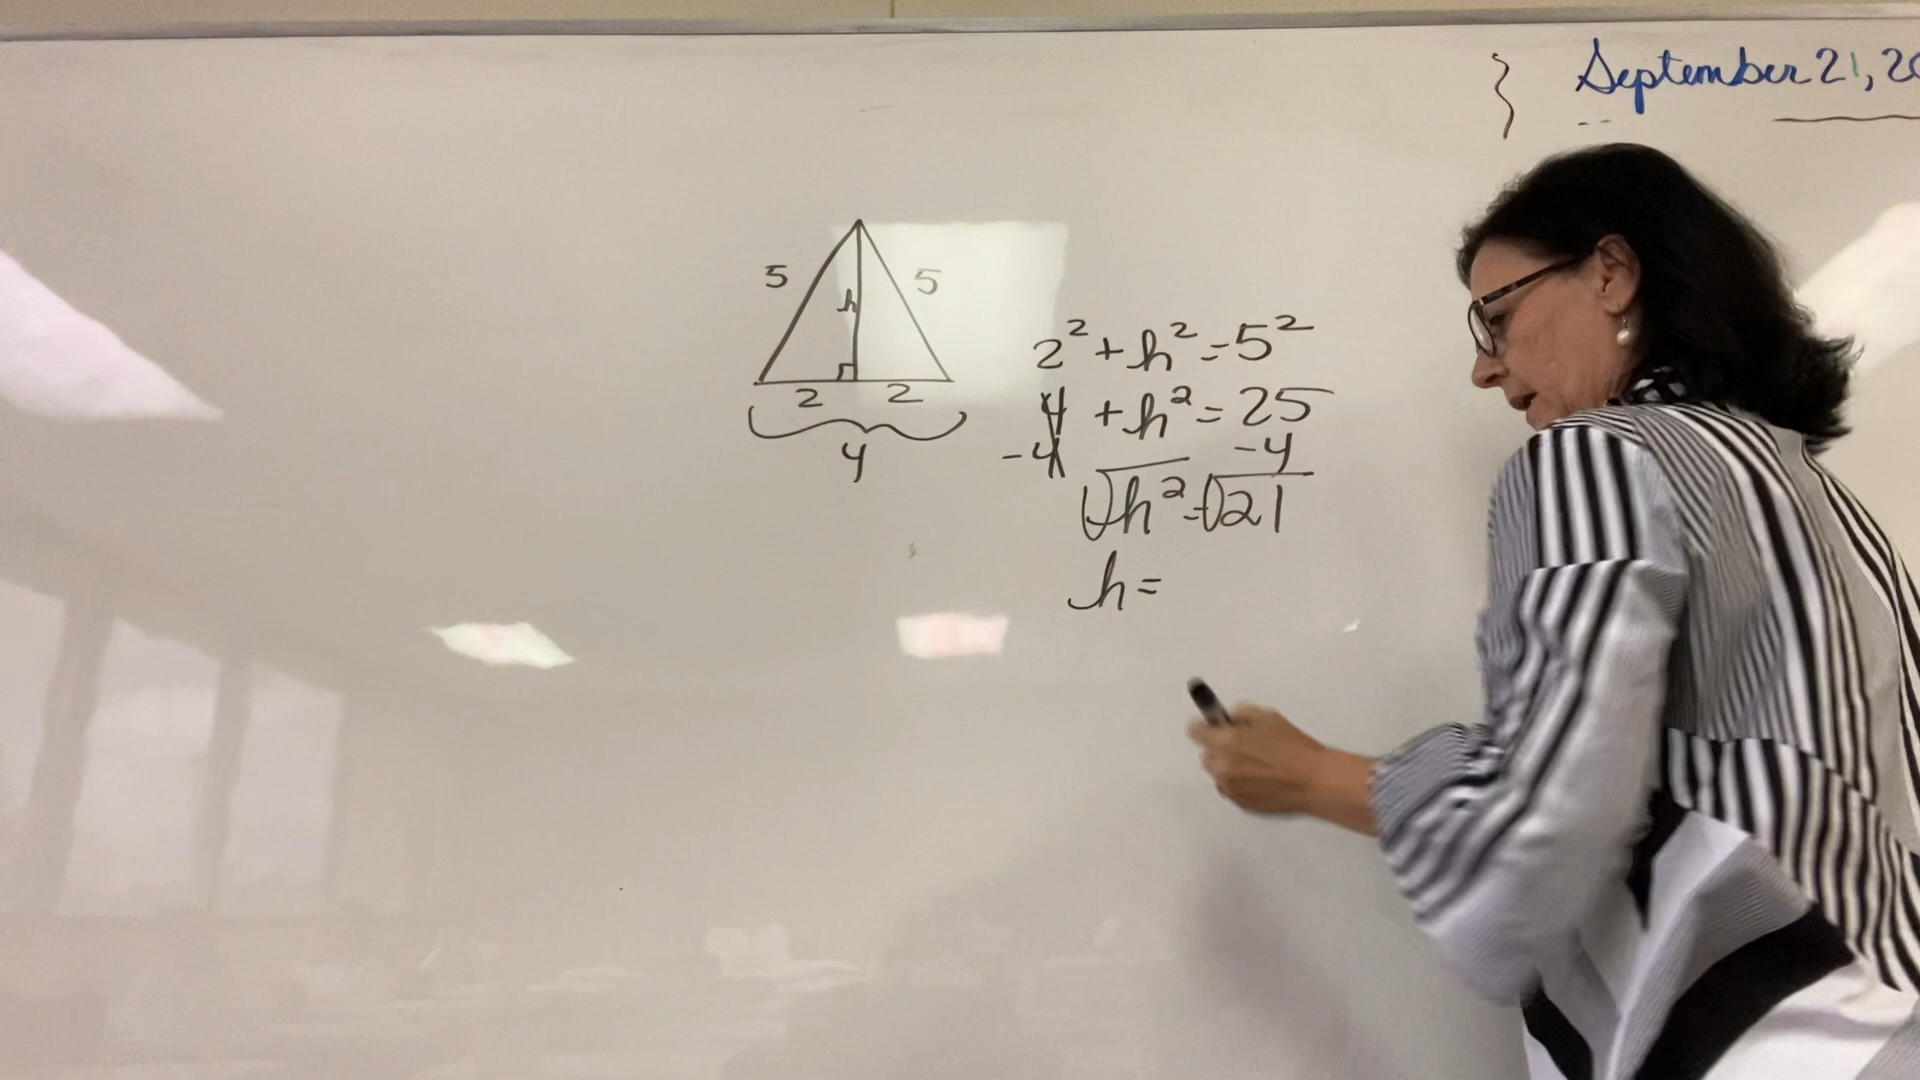 September 21, 20
5 5
h
2 2
4
2² + h² = 5²
4 + h² = 25
-4 -4
√h² = √21
h =